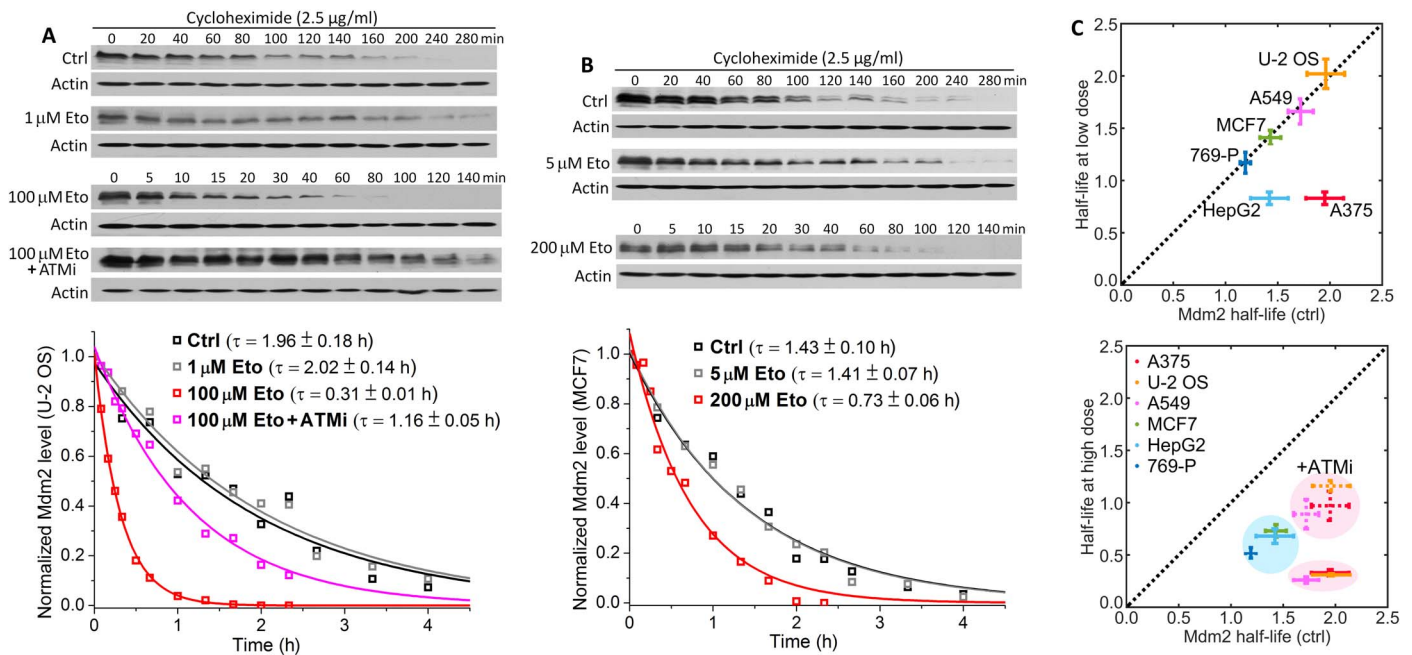 A
Cycloheximide (2.5 μg/ml)
0 20 40 60 80 100 120 140 160 200 240 280 min
Ctrl
Actin
1 μM Eto
Actin
0 5 10 15 20 30 40 60 80 100 120 140 min
100 μM Eto
Actin
100 μM Eto
+ ATMi
Actin
Normalized Mdm2 level (U-2 OS)
1.0
0.8
0.6
0.4
0.2
0.0
Ctrl (τ = 1.96 ± 0.18 h)
1 μM Eto (τ = 2.02 ± 0.14 h)
100 μM Eto (τ = 0.31 ± 0.01 h)
100 μM Eto + ATMi (τ = 1.16 ± 0.05 h)
0 1 2 3 4
Time (h)
B
Cycloheximide (2.5 μg/ml)
0 20 40 60 80 100 120 140 160 200 240 280 min
Ctrl
Actin
5 μM Eto
Actin
0 5 10 15 20 30 40 60 80 100 120 140 min
200 μM Eto
Actin
Normalized Mdm2 level (MCF7)
1.0
0.8
0.6
0.4
0.2
0.0
Ctrl (τ = 1.43 ± 0.10 h)
5 μM Eto (τ = 1.41 ± 0.07 h)
200 μM Eto (τ = 0.73 ± 0.06 h)
0 1 2 3 4
Time (h)
C
Half-life at low dose
2.5
2.0
1.5
1.0
0.5
0.0
U-2 OS
A549
MCF7
769-P
HepG2
A375
0.0 0.5 1.0 1.5 2.0 2.5
Mdm2 half-life (ctrl)
Half-life at high dose
2.5
2.0
1.5
1.0
0.5
0.0
A375
U-2 OS
A549
MCF7
HepG2
769-P
+ATMi
0.0 0.5 1.0 1.5 2.0 2.5
Mdm2 half-life (ctrl)